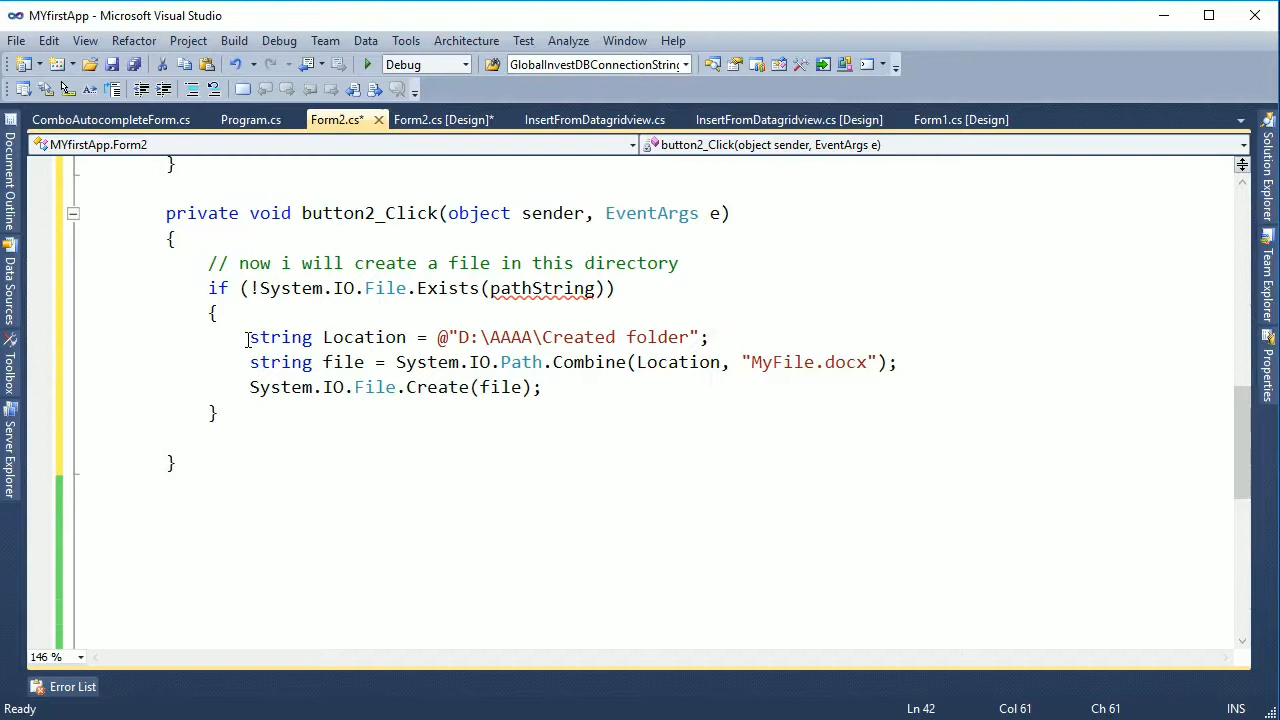 MYfirstApp - Microsoft Visual Studio
File Edit View Refactor Project Build Debug Team Data Tools Architecture Test Analyze Window Help
Debug GlobalInvestDBConnectionString
ComboAutocompleteForm.cs Program.cs Form2.cs* Form2.cs [Design]* InsertFromDatagridview.cs InsertFromDatagridview.cs [Design] Form1.cs [Design]
MYfirstApp.Form2 button2_Click(object sender, EventArgs e)
}
private void button2_Click(object sender, EventArgs e)
{
// now i will create a file in this directory
if (!System.IO.File.Exists(pathString))
{
string Location = @"D:\AAAA\Created folder";
string file = System.IO.Path.Combine(Location, "MyFile.docx");
System.IO.File.Create(file);
}
}
146 %
Document Outline
Data Sources
Toolbox
Server Explorer
Solution Explorer
Team Explorer
Properties
Error List
Ready Ln 42 Col 61 Ch 61 INS